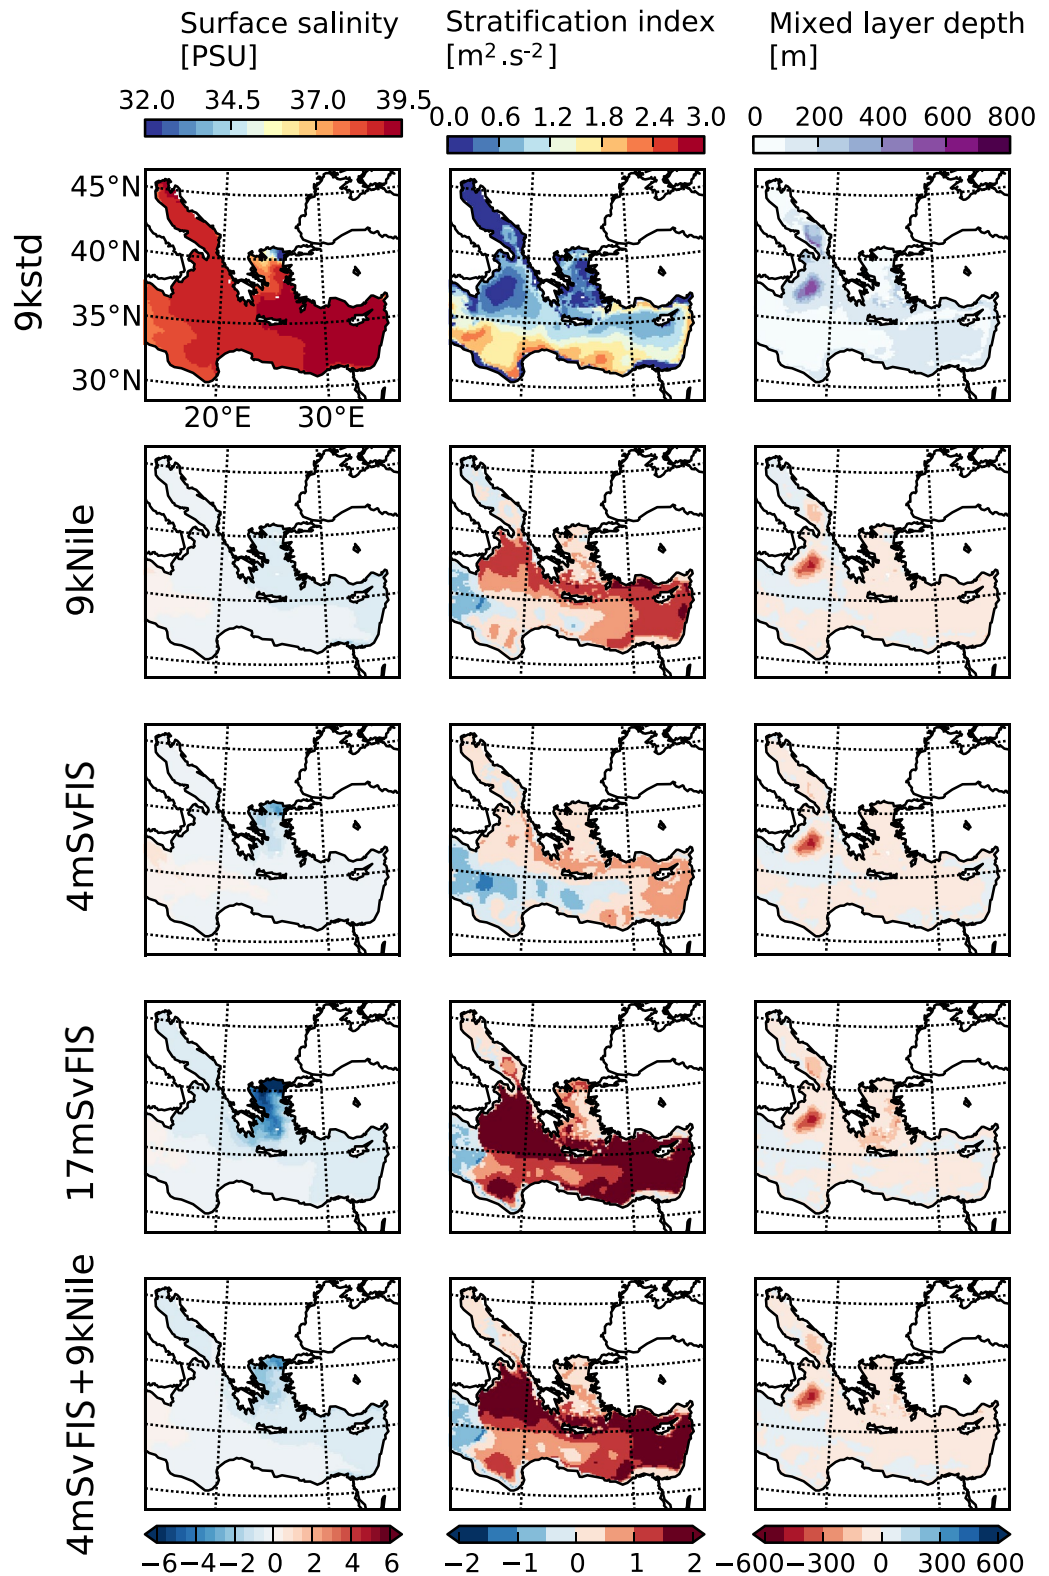 Surface salinity
[PSU]
Stratification index
[m².s⁻²]
Mixed layer depth
[m]
32.0 34.5 37.0 39.5
0.0 0.6 1.2 1.8 2.4 3.0
0 200 400 600 800
9kstd
45°N
40°N
35°N
30°N
20°E 30°E
9kNile
4mSvFIS
17mSvFIS
4mSvFIS+9kNile
−6 −4 −2 0 2 4 6
−2 −1 0 1 2
−600 −300 0 300 600